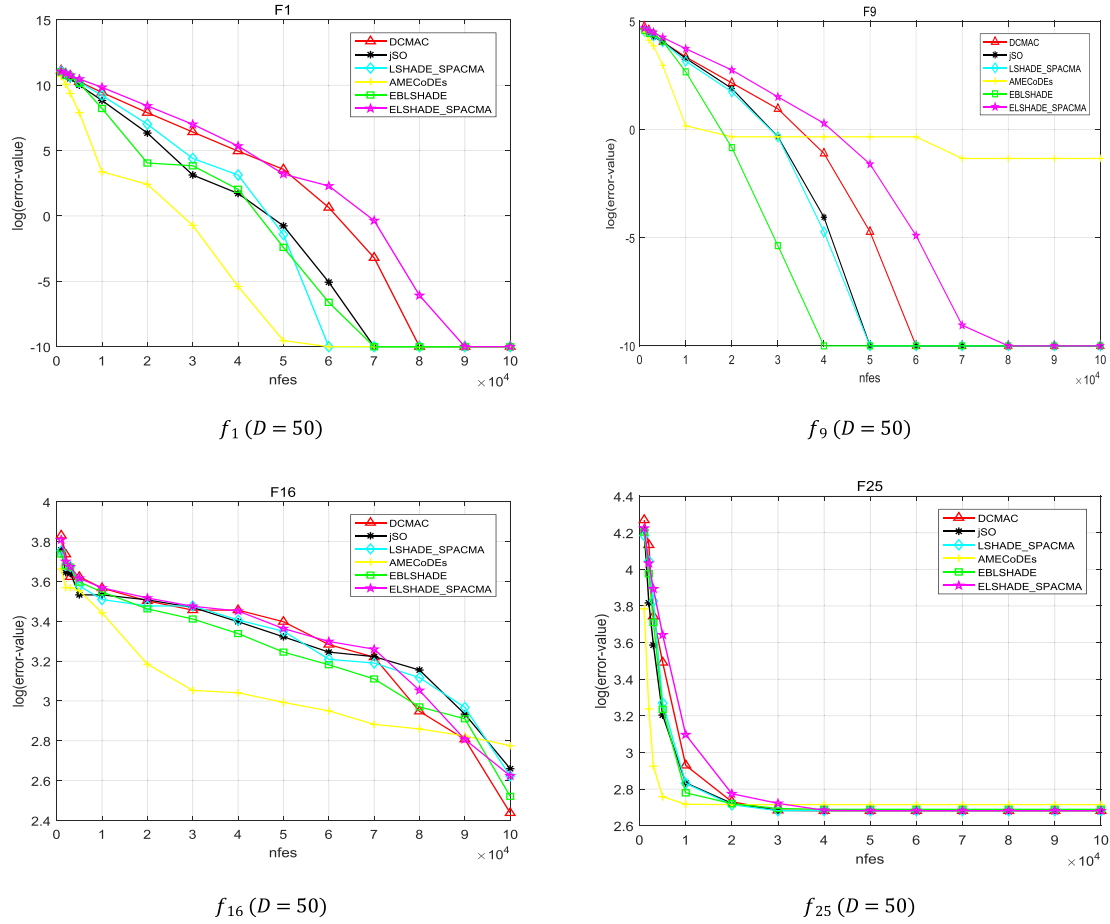 F1
log(error-value)
15
10
5
0
-5
-10
DCMAC
jSO
LSHADE_SPACMA
AMECoDEs
EBLSHADE
ELSHADE_SPACMA
0 1 2 3 4 5 6 7 8 9 10
nfes
×10^4
f_1 (D = 50)
F9
log(error-value)
5
0
-5
-10
DCMAC
jSO
LSHADE_SPACMA
AMECoDEs
EBLSHADE
ELSHADE_SPACMA
0 1 2 3 4 5 6 7 8 9 10
nfes
×10^4
f_9 (D = 50)
F16
log(error-value)
4
3.8
3.6
3.4
3.2
3
2.8
2.6
2.4
DCMAC
jSO
LSHADE_SPACMA
AMECoDEs
EBLSHADE
ELSHADE_SPACMA
0 1 2 3 4 5 6 7 8 9 10
nfes
×10^4
f_16 (D = 50)
F25
log(error-value)
4.4
4.2
4
3.8
3.6
3.4
3.2
3
2.8
2.6
DCMAC
jSO
LSHADE_SPACMA
AMECoDEs
EBLSHADE
ELSHADE_SPACMA
0 1 2 3 4 5 6 7 8 9 10
nfes
×10^4
f_25 (D = 50)